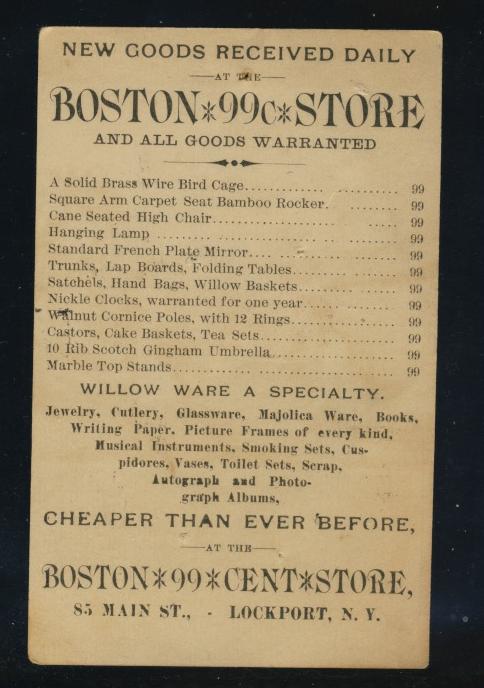 NEW GOODS RECEIVED DAILY
AT THE
BOSTON*99c*STORE
AND ALL GOODS WARRANTED
A Solid Brass Wire Bird Cage.................. .............. 99
Square Arm Carpet Seat Bamboo Rocker. ......... 99
Cane Seated High Chair............................. ..... 99
Hanging Lamp ........................................ 99
Standard French Plate Mirror.... ........................... 99
Trunks, Lap Boards, Folding Tables........................ 99
Satchels, Hand Bags, Willow Baskets....................... 99
Nickle Clocks, warranted for one year...................... 99
Walnut Cornice Poles, with 12 Rings....................... 99
Castors, Cake Baskets, Tea Sets............................. 99
10 Rib Scotch Gingham Umbrella........................... 99
Marble Top Stands............................................. 99
WILLOW WARE A SPECIALTY.
Jewelry, Cutlery, Glassware, Majolica Ware, Books,
Writing Paper. Picture Frames of every kind,
Musical Instruments, Smoking Sets, Cus-
pidores, Vases, Toilet Sets, Scrap,
Autograph and Photo-
graph Albums,
CHEAPER THAN EVER BEFORE,
AT THE
BOSTON*99*CENT*STORE,
85 MAIN ST., - LOCKPORT, N. Y.